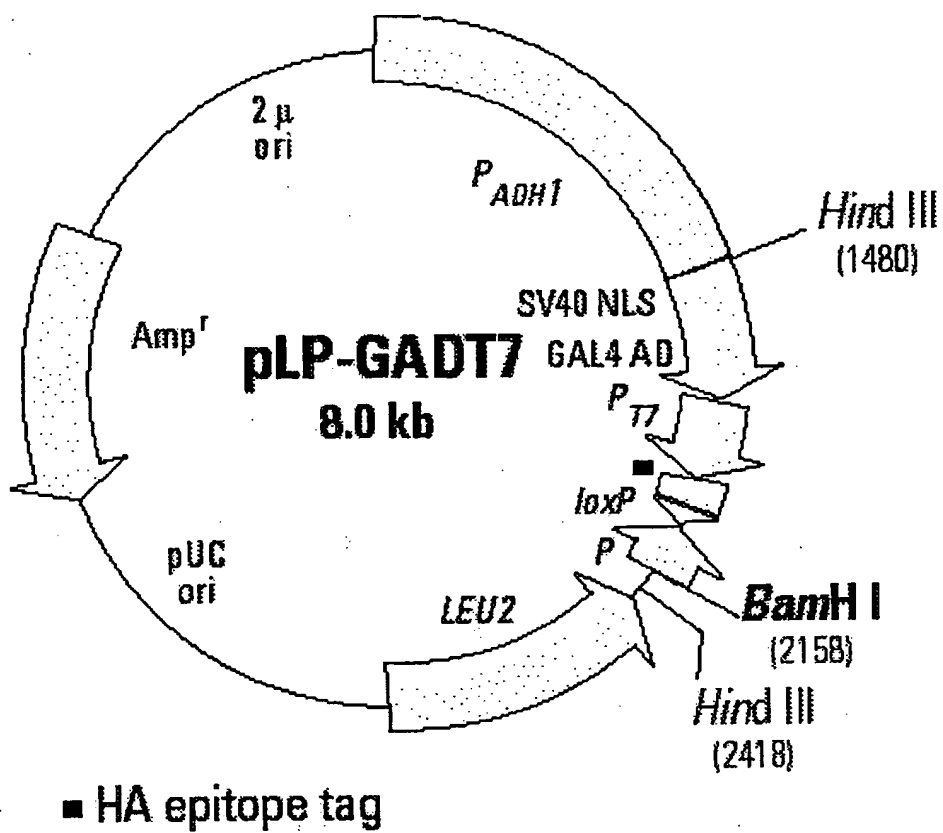 2 μ
ori
P ADH1
Hind III
(1480)
SV40 NLS
GAL4 AD
Ampʳ
pLP-GADT7
8.0 kb
P T7
loxP
P
pUC
ori
LEU2
BamH I
(2158)
Hind III
(2418)
■ HA epitope tag